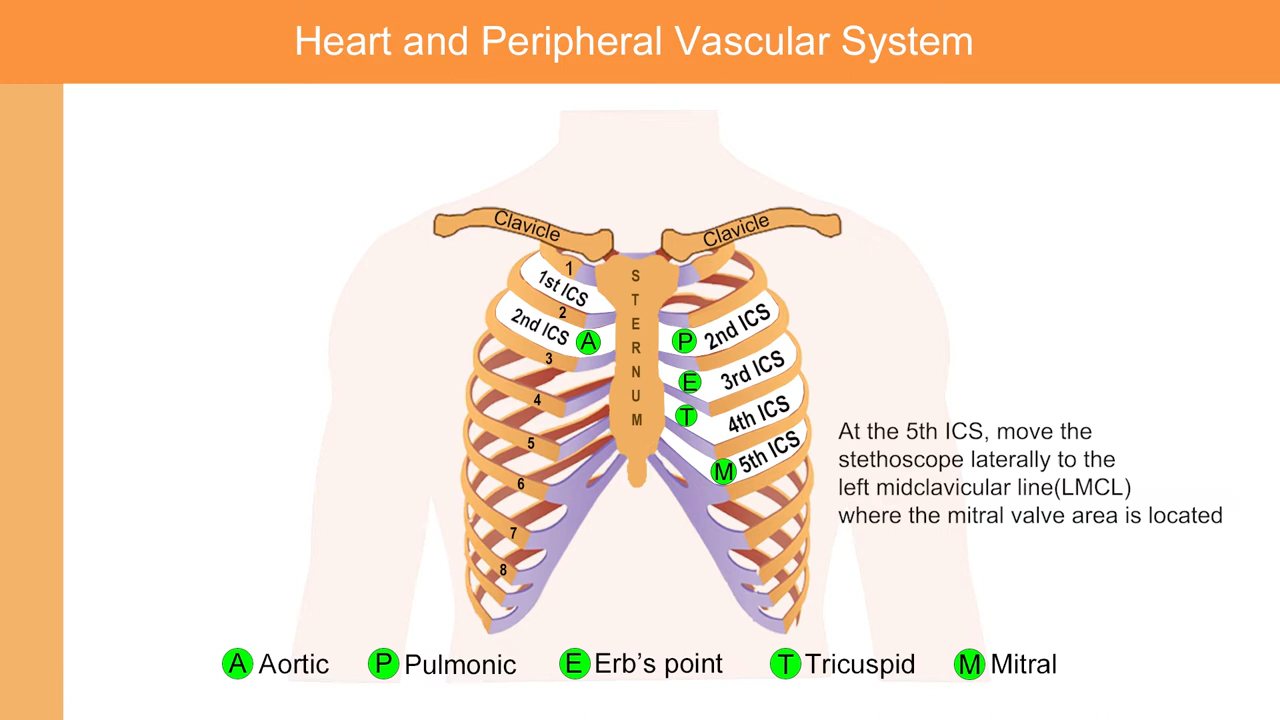 Heart and Peripheral Vascular System
Clavicle
Clavicle
1
1st ICS
2
2nd ICS
A
3
4
5
6
7
8
S
T
E
R
N
U
M
P
2nd ICS
E
3rd ICS
T
4th ICS
M
5th ICS
At the 5th ICS, move the
stethoscope laterally to the
left midclavicular line(LMCL)
where the mitral valve area is located
A Aortic
P Pulmonic
E Erb's point
T Tricuspid
M Mitral